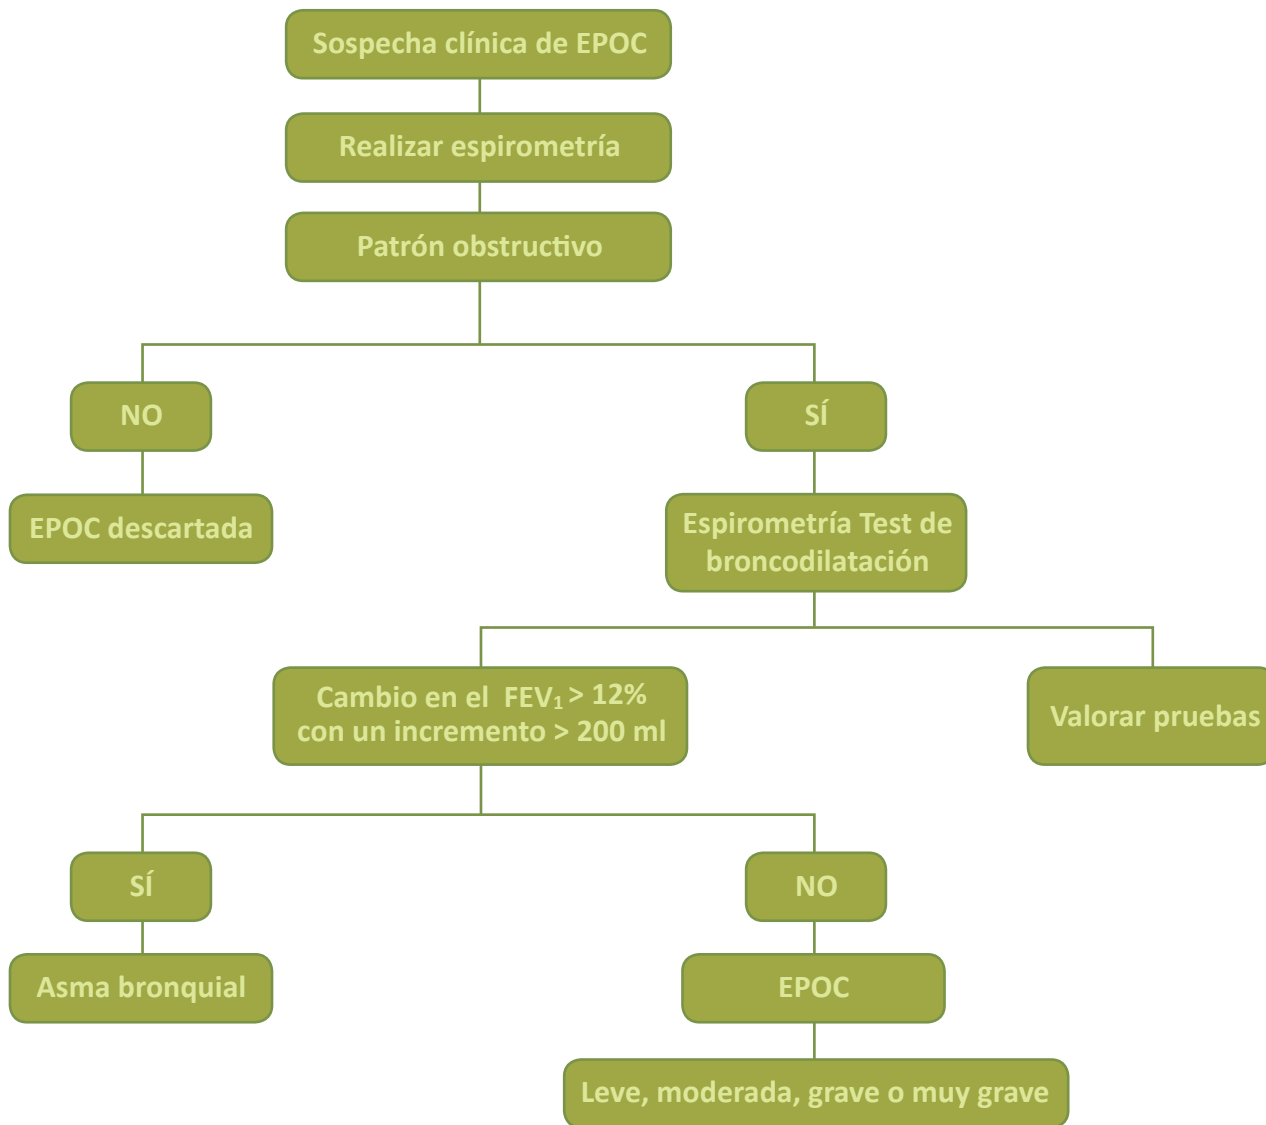 Sospecha clínica de EPOC
Realizar espirometría
Patrón obstructivo
NO
SÍ
EPOC descartada
Espirometría Test de
broncodilatación
Cambio en el FEV₁ > 12%
con un incremento > 200 ml
Valorar pruebas
SÍ
NO
Asma bronquial
EPOC
Leve, moderada, grave o muy grave